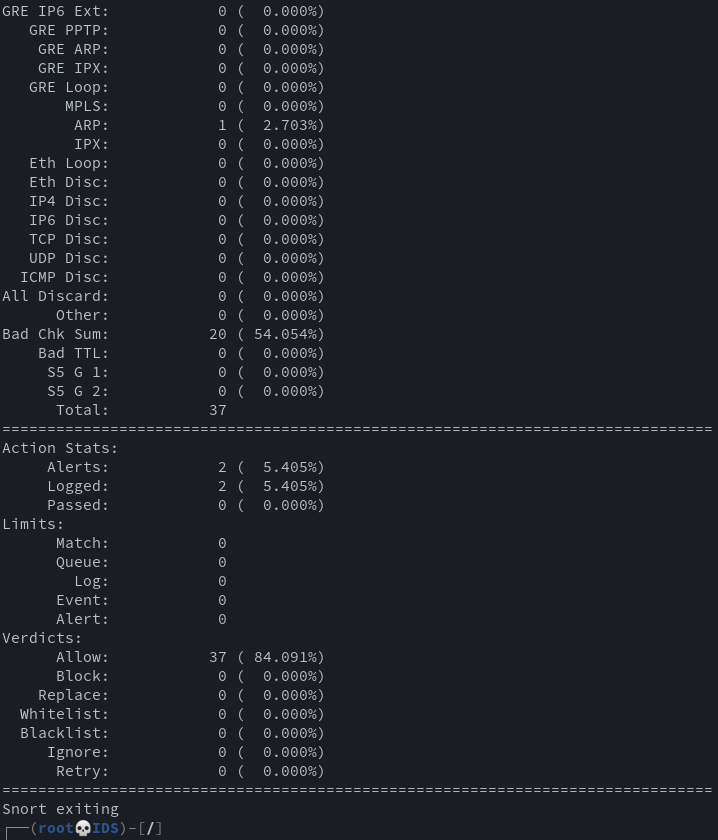 GRE IP6 Ext:            0 (  0.000%)
   GRE PPTP:            0 (  0.000%)
    GRE ARP:            0 (  0.000%)
    GRE IPX:            0 (  0.000%)
   GRE Loop:            0 (  0.000%)
       MPLS:            0 (  0.000%)
        ARP:            1 (  2.703%)
        IPX:            0 (  0.000%)
   Eth Loop:            0 (  0.000%)
   Eth Disc:            0 (  0.000%)
   IP4 Disc:            0 (  0.000%)
   IP6 Disc:            0 (  0.000%)
   TCP Disc:            0 (  0.000%)
   UDP Disc:            0 (  0.000%)
  ICMP Disc:            0 (  0.000%)
All Discard:            0 (  0.000%)
      Other:            0 (  0.000%)
Bad Chk Sum:           20 ( 54.054%)
    Bad TTL:            0 (  0.000%)
     S5 G 1:            0 (  0.000%)
     S5 G 2:            0 (  0.000%)
      Total:           37
===============================================================================
Action Stats:
     Alerts:            2 (  5.405%)
     Logged:            2 (  5.405%)
     Passed:            0 (  0.000%)
Limits:
      Match:            0
      Queue:            0
        Log:            0
      Event:            0
      Alert:            0
Verdicts:
      Allow:           37 ( 84.091%)
      Block:            0 (  0.000%)
    Replace:            0 (  0.000%)
  Whitelist:            0 (  0.000%)
  Blacklist:            0 (  0.000%)
     Ignore:            0 (  0.000%)
      Retry:            0 (  0.000%)
===============================================================================
Snort exiting
┌──(root💀IDS)-[/]